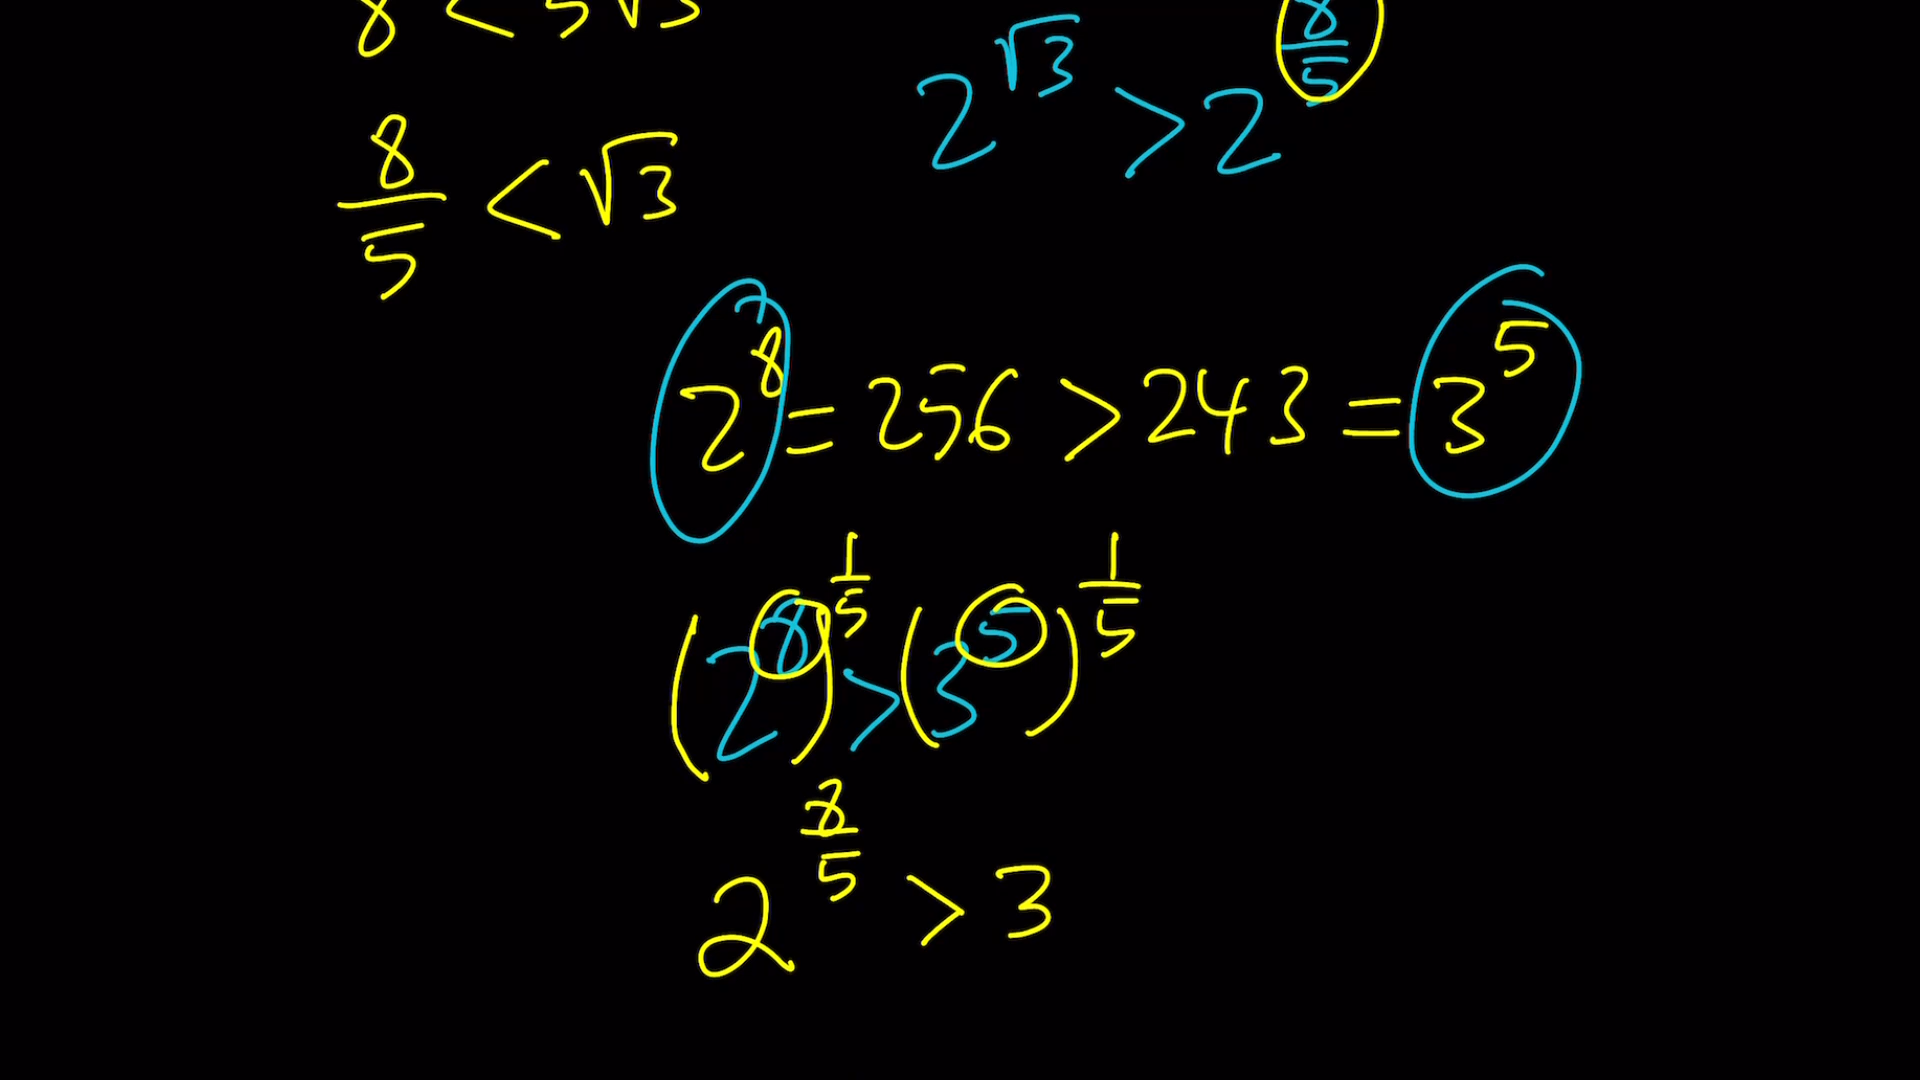 8 < 5√3
2^√3 > 2^(8/5)
8/5 < √3
2^8 = 256 > 243 = 3^5
(2^8)^(1/5) > (3^5)^(1/5)
2^(8/5) > 3